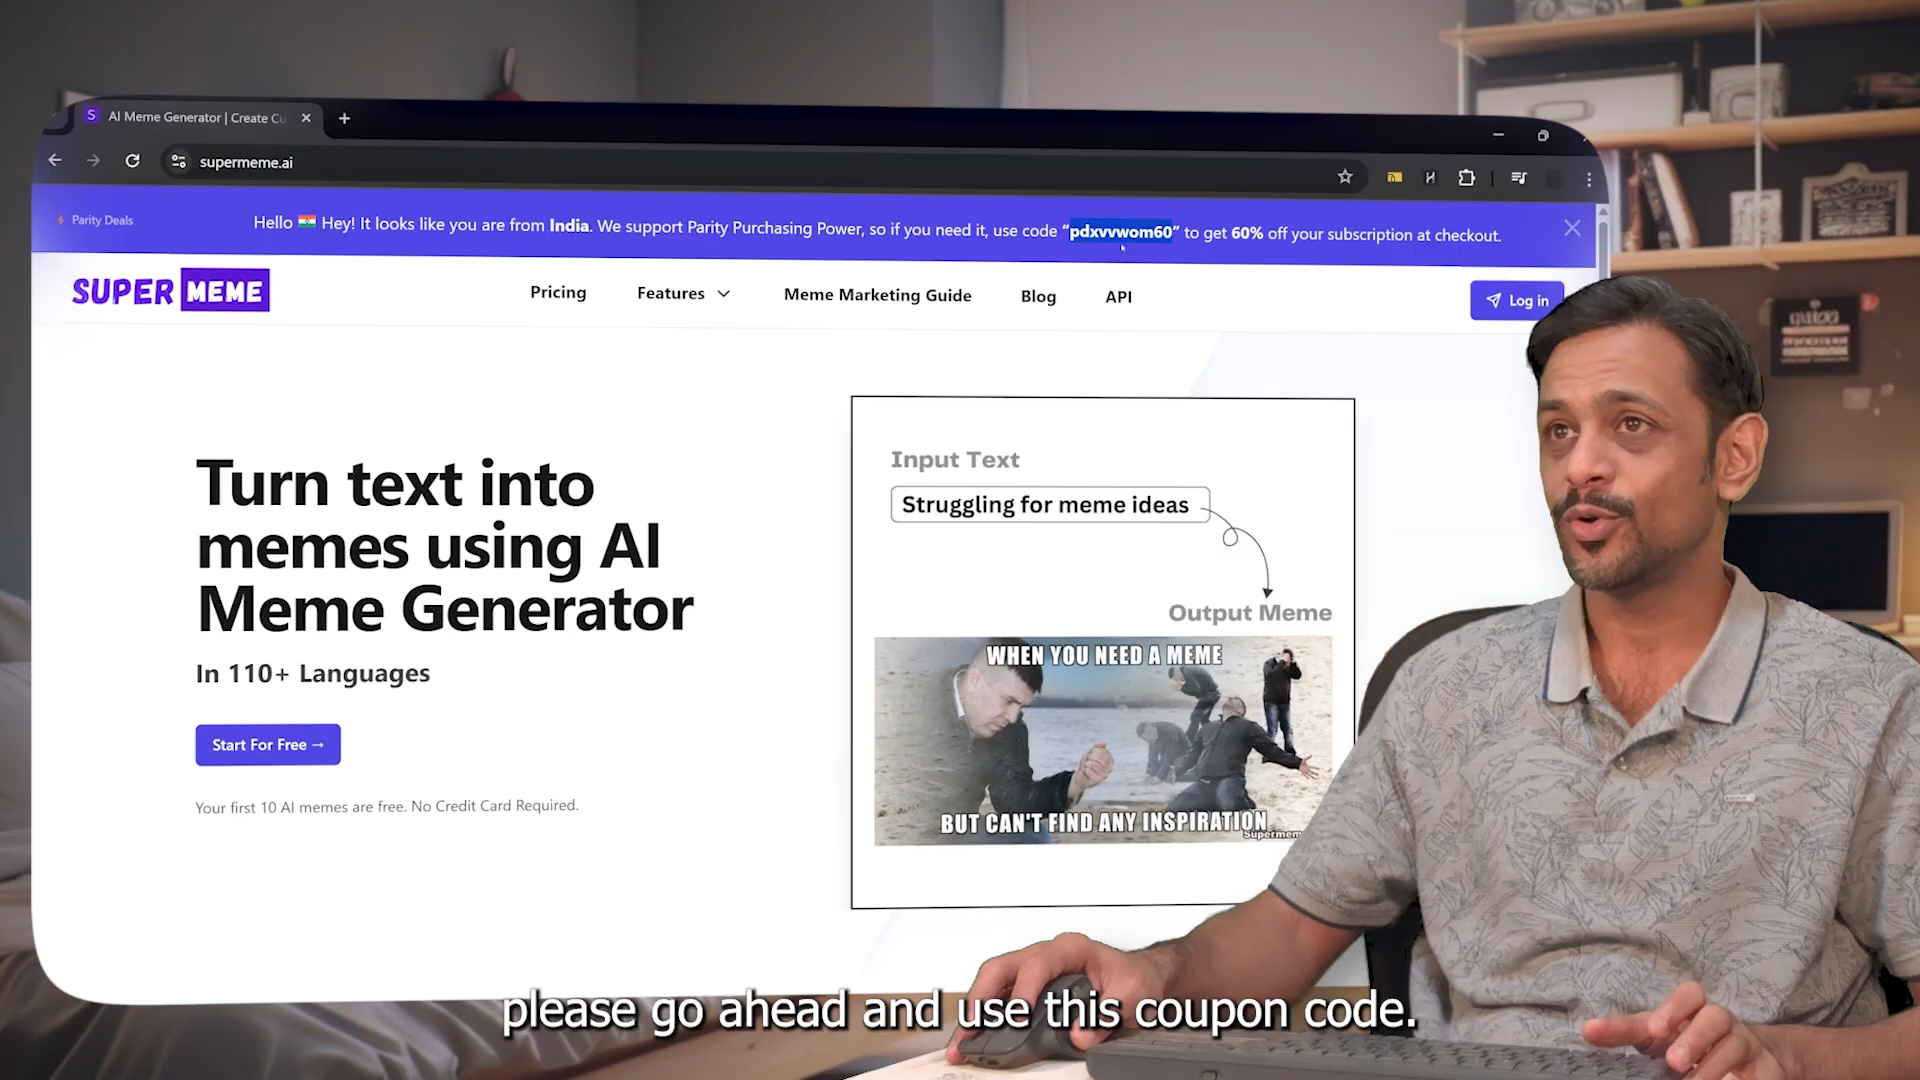 AI Meme Generator | Create Cu
supermeme.ai
Parity Deals
Hello 🇮🇳 Hey! It looks like you are from India. We support Parity Purchasing Power, so if you need it, use code “pdxvvwom60” to get 60% off your subscription at checkout.
SUPER MEME
Pricing
Features
Meme Marketing Guide
Blog
API
Log in
Turn text into
memes using AI
Meme Generator
In 110+ Languages
Start For Free →
Your first 10 AI memes are free. No Credit Card Required.
Input Text
Struggling for meme ideas
Output Meme
WHEN YOU NEED A MEME
BUT CAN'T FIND ANY INSPIRATION
Supermem
please go ahead and use this coupon code.